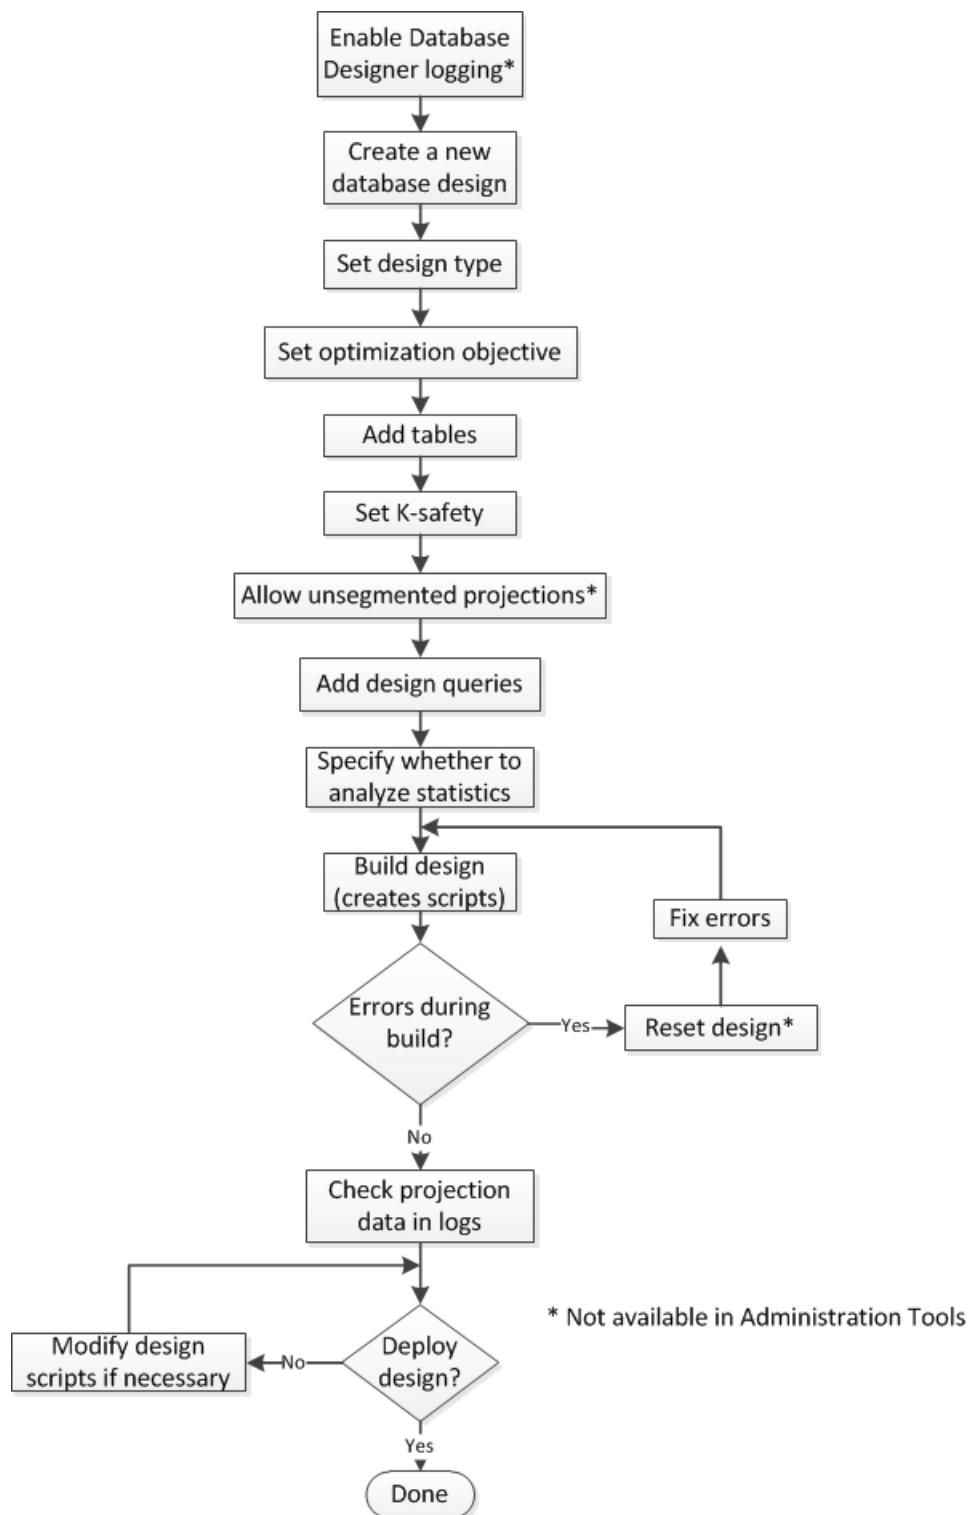 Enable Database
Designer logging*
Create a new
database design
Set design type
Set optimization objective
Add tables
Set K-safety
Allow unsegmented projections*
Add design queries
Specify whether to
analyze statistics
Build design
(creates scripts)
Fix errors
Errors during
build?
Yes
Reset design*
No
Check projection
data in logs
* Not available in Administration Tools
Modify design
scripts if necessary
No
Deploy
design?
Yes
Done